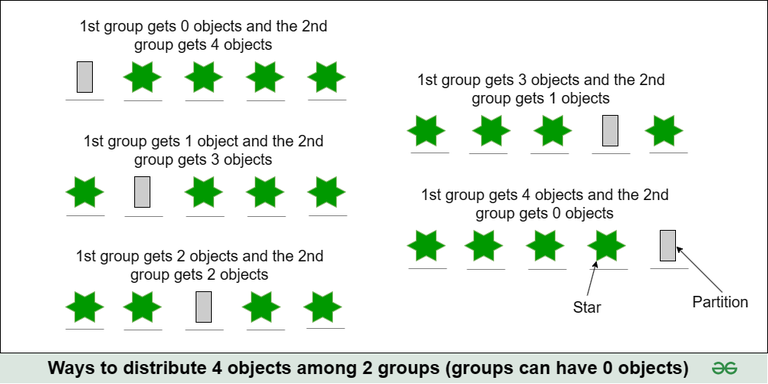 1st group gets 0 objects and the 2nd
group gets 4 objects
1st group gets 1 object and the 2nd
group gets 3 objects
1st group gets 2 objects and the 2nd
group gets 2 objects
1st group gets 3 objects and the 2nd
group gets 1 objects
1st group gets 4 objects and the 2nd
group gets 0 objects
Star
Partition
Ways to distribute 4 objects among 2 groups (groups can have 0 objects)